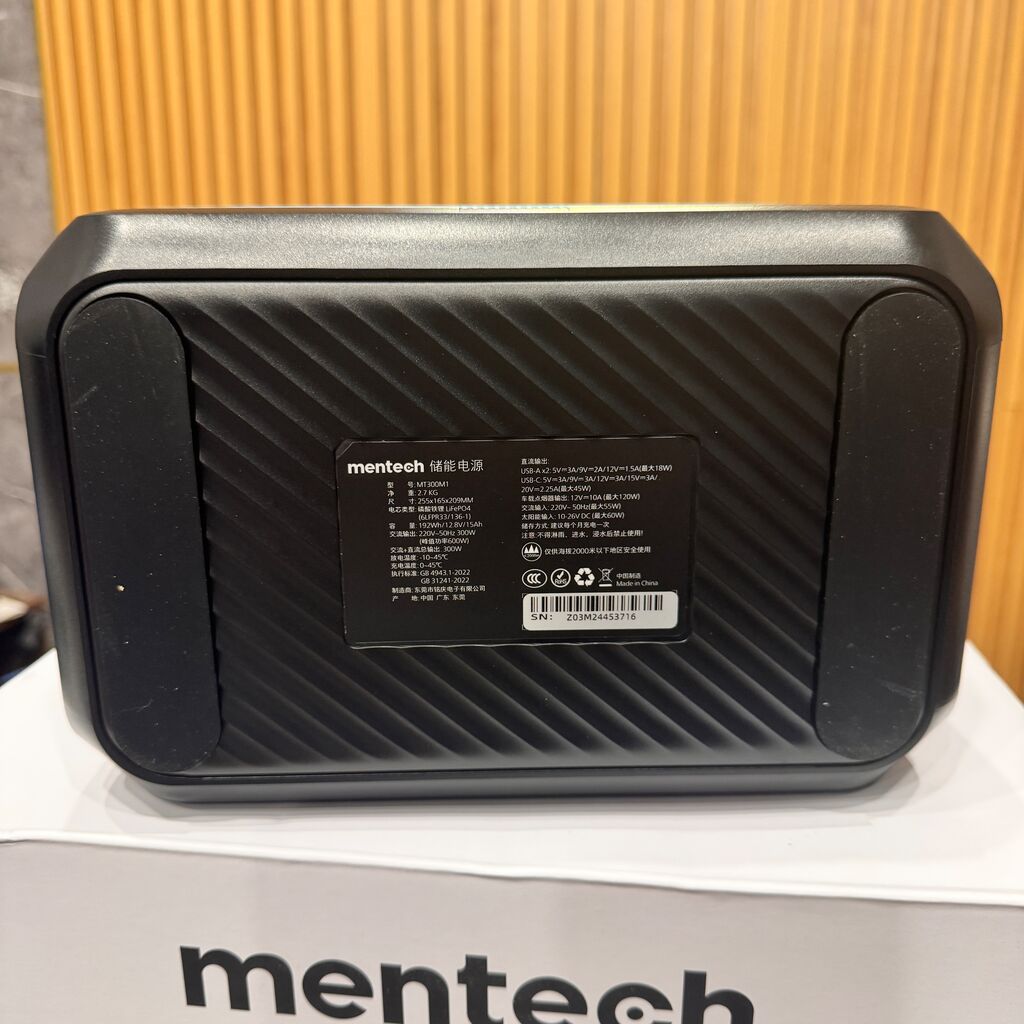 mentech 储能电源
型 号: MT300M1
净 重: 2.7 KG
尺 寸: 255x165x209MM
电芯类型: 磷酸铁锂 LiFePO4
(6LFPR33/136-1)
容 量: 192Wh/12.8V/15Ah
交流输出: 220V~50Hz 300W
(峰值功率600W)
交流+直流总输出: 300W
放电温度: -10~45℃
充电温度: 0~45℃
执行标准: GB 4943.1-2022
GB 31241-2022
制造商: 东莞市铭庆电子有限公司
产 地: 中国 广东 东莞
直流输出:
USB-A x2: 5V⎓3A/9V⎓2A/12V⎓1.5A(最大18W)
USB-C: 5V⎓3A/9V⎓3A/12V⎓3A/15V⎓3A/
20V⎓2.25A(最大45W)
车载点烟器输出: 12V⎓10A (最大120W)
交流输入: 220V~ 50Hz(最大55W)
太阳能输入: 10-26V DC (最大60W)
储存方式: 建议每个月充电一次
注意: 不得淋雨、进水、浸水后禁止使用!
仅供海拔2000米以下地区安全使用
CCC
中国制造
Made in China
SN: Z03M24453716
mentech